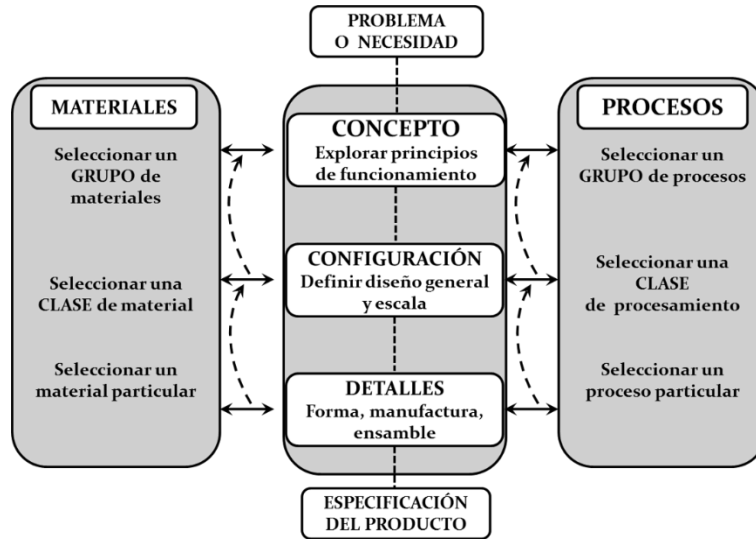 PROBLEMA
O NECESIDAD
MATERIALES
Seleccionar un
GRUPO de
materiales
Seleccionar una
CLASE de material
Seleccionar un
material particular
CONCEPTO
Explorar principios
de funcionamiento
CONFIGURACIÓN
Definir diseño general
y escala
DETALLES
Forma, manufactura,
ensamble
PROCESOS
Seleccionar un
GRUPO de procesos
Seleccionar una
CLASE
de procesamiento
Seleccionar un
proceso particular
ESPECIFICACIÓN
DEL PRODUCTO